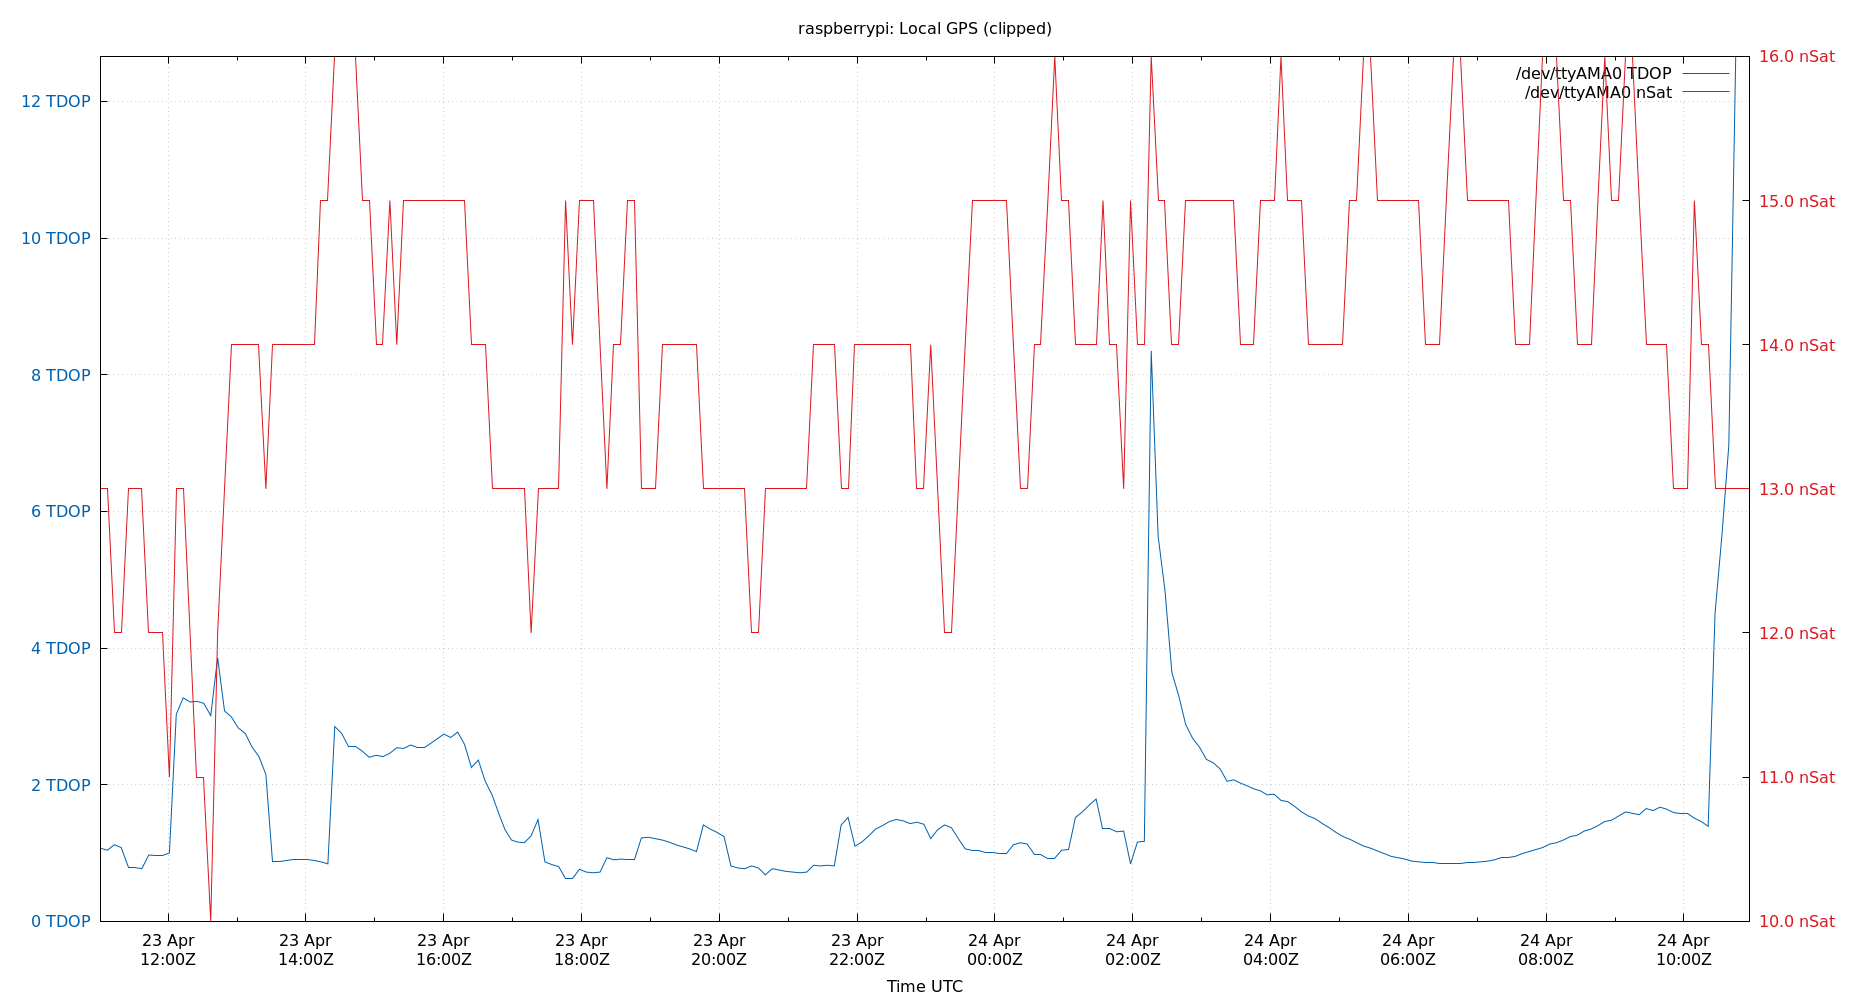 raspberrypi: Local GPS (clipped)
16.0 nSat
/dev/ttyAMA0 TDOP
/dev/ttyAMA0 nSat
12 TDOP
15.0 nSat
10 TDOP
14.0 nSat
8 TDOP
13.0 nSat
6 TDOP
12.0 nSat
4 TDOP
11.0 nSat
2 TDOP
10.0 nSat
0 TDOP
23 Apr 23 Apr 23 Apr 23 Apr 23 Apr 23 Apr 24 Apr 24 Apr 24 Apr 24 Apr 24 Apr 24 Apr
12:00Z 14:00Z 16:00Z 18:00Z 20:00Z 22:00Z 00:00Z 02:00Z 04:00Z 06:00Z 08:00Z 10:00Z
Time UTC